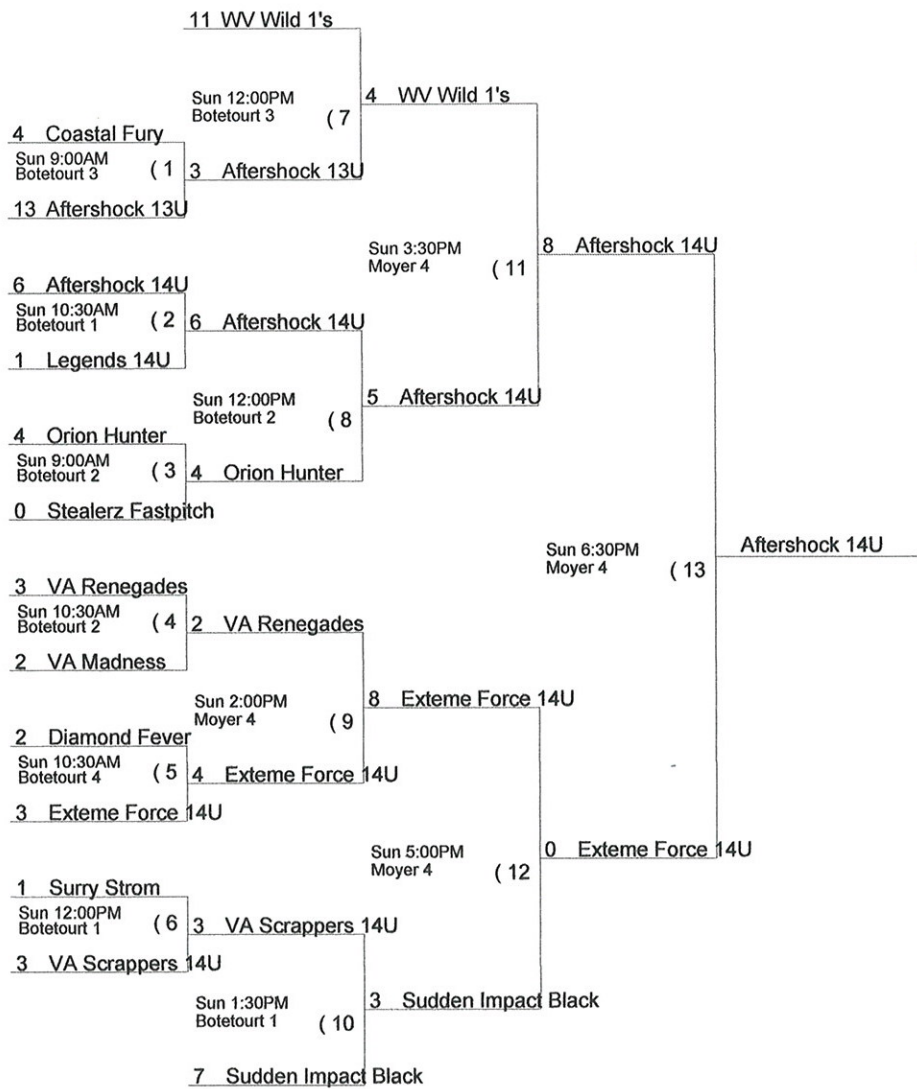 11 WV Wild 1's
Sun 12:00PM
Botetourt 3
( 7
4 WV Wild 1's
4 Coastal Fury
Sun 9:00AM
Botetourt 3
( 1
3 Aftershock 13U
13 Aftershock 13U
Sun 3:30PM
Moyer 4
( 11
8 Aftershock 14U
6 Aftershock 14U
Sun 10:30AM
Botetourt 1
( 2
6 Aftershock 14U
1 Legends 14U
Sun 12:00PM
Botetourt 2
( 8
5 Aftershock 14U
4 Orion Hunter
Sun 9:00AM
Botetourt 2
( 3
4 Orion Hunter
0 Stealerz Fastpitch
Sun 6:30PM
Moyer 4
( 13
Aftershock 14U
3 VA Renegades
Sun 10:30AM
Botetourt 2
( 4
2 VA Renegades
2 VA Madness
Sun 2:00PM
Moyer 4
( 9
8 Exteme Force 14U
2 Diamond Fever
Sun 10:30AM
Botetourt 4
( 5
4 Exteme Force 14U
3 Exteme Force 14U
Sun 5:00PM
Moyer 4
( 12
0 Exteme Force 14U
1 Surry Strom
Sun 12:00PM
Botetourt 1
( 6
3 VA Scrappers 14U
3 VA Scrappers 14U
Sun 1:30PM
Botetourt 1
( 10
3 Sudden Impact Black
7 Sudden Impact Black